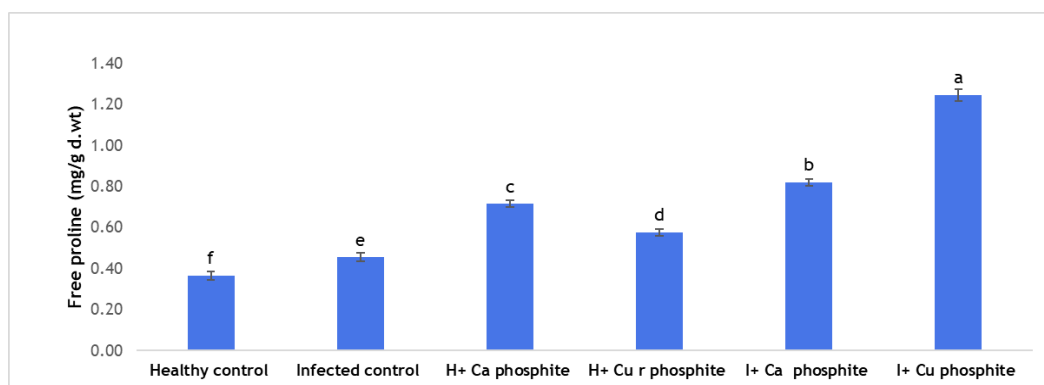 Free proline (mg/g d.wt)
1.40
1.20
1.00
0.80
0.60
0.40
0.20
0.00
f
e
c
d
b
a
Healthy control
Infected control
H+ Ca phosphite
H+ Cu r phosphite
I+ Ca phosphite
I+ Cu phosphite